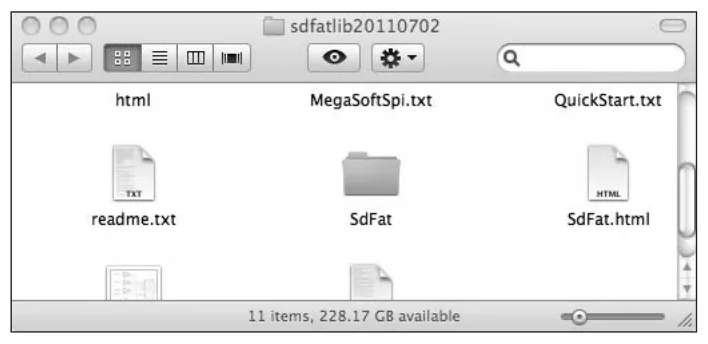 sdfatlib20110702
html MegaSoftSpi.txt QuickStart.txt
TXT HTML
readme.txt SdFat SdFat.html
11 items, 228.17 GB available